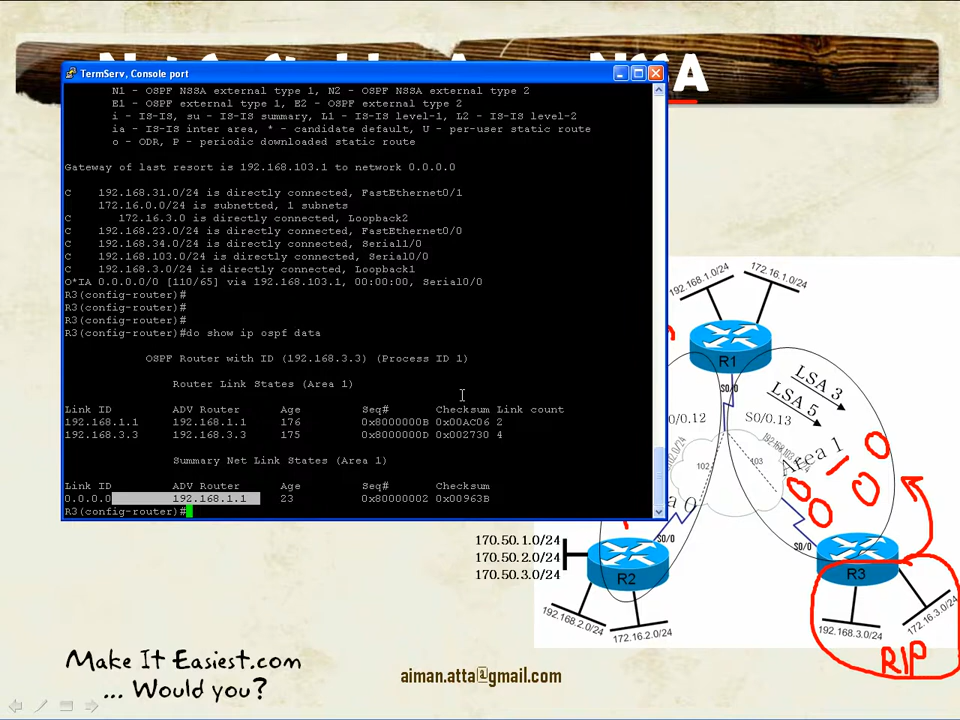 NSSA
TermServ, Console port
N1 - OSPF NSSA external type 1, N2 - OSPF NSSA external type 2
E1 - OSPF external type 1, E2 - OSPF external type 2
i - IS-IS, su - IS-IS summary, L1 - IS-IS level-1, L2 - IS-IS level-2
ia - IS-IS inter area, * - candidate default, U - per-user static route
o - ODR, P - periodic downloaded static route
Gateway of last resort is 192.168.103.1 to network 0.0.0.0
C 192.168.31.0/24 is directly connected, FastEthernet0/1
172.16.0.0/24 is subnetted, 1 subnets
C 172.16.3.0 is directly connected, Loopback2
C 192.168.23.0/24 is directly connected, FastEthernet0/0
C 192.168.34.0/24 is directly connected, Serial1/0
C 192.168.103.0/24 is directly connected, Serial0/0
C 192.168.3.0/24 is directly connected, Loopback1
O*IA 0.0.0.0/0 [110/65] via 192.168.103.1, 00:00:00, Serial0/0
R3(config-router)#
R3(config-router)#
R3(config-router)#
R3(config-router)#do show ip ospf data
OSPF Router with ID (192.168.3.3) (Process ID 1)
Router Link States (Area 1)
Link ID ADV Router Age Seq# Checksum Link count
192.168.1.1 192.168.1.1 176 0x8000000B 0x00AC06 2
192.168.3.3 192.168.3.3 175 0x8000000D 0x002730 4
Summary Net Link States (Area 1)
Link ID ADV Router Age Seq# Checksum
0.0.0.0 192.168.1.1 23 0x80000002 0x00963B
R3(config-router)#
192.168.1.0/24
172.16.1.0/24
R1
S0/0
LSA 3
LSA 5
S0/0.12
S0/0.13
192.168.103.0/24
102
103
Area 1
170.50.1.0/24
170.50.2.0/24
170.50.3.0/24
S0/0
S0/0
R2
R3
192.168.2.0/24
172.16.2.0/24
192.168.3.0/24
172.16.3.0/24
RIP
Make It Easiest.com
... Would you?
aiman.atta@gmail.com